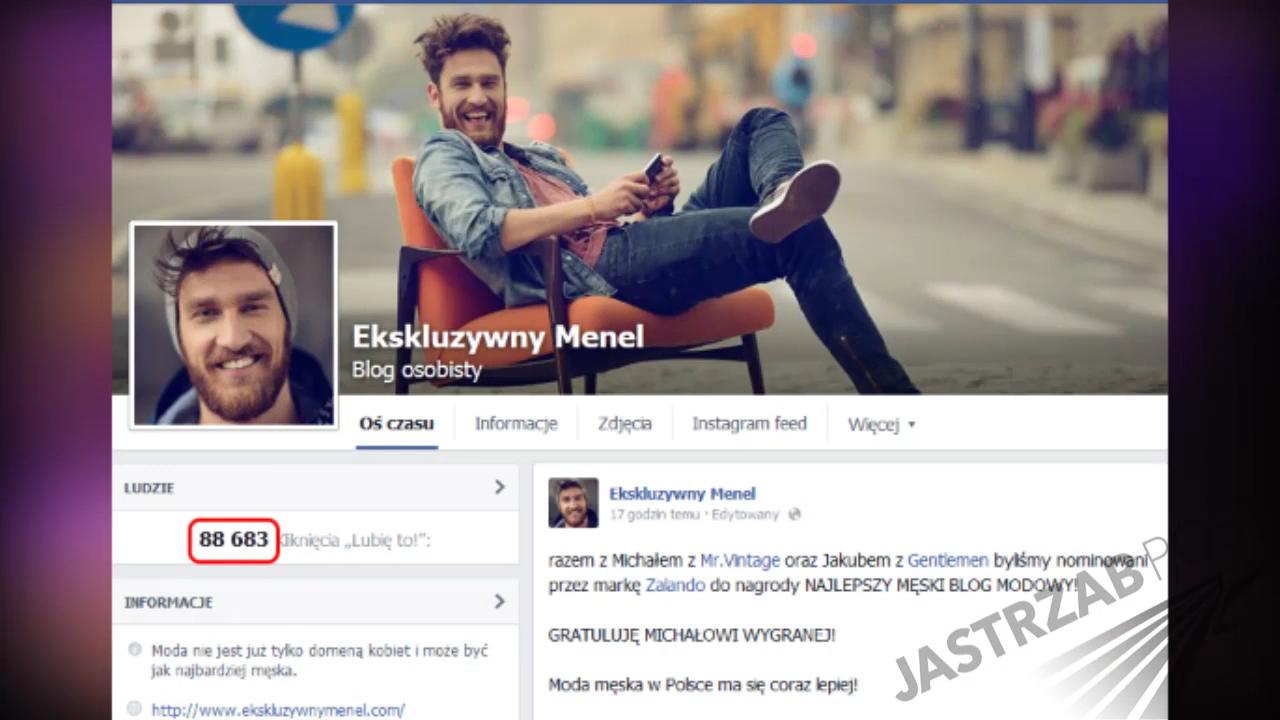 Ekskluzywny Menel
Blog osobisty
Oś czasu
Informacje
Zdjęcia
Instagram feed
Więcej
LUDZIE
88 683 kliknięcia „Lubię to!”:
INFORMACJE
Moda nie jest już tylko domeną kobiet i może być
jak najbardziej męska.
http://www.ekskluzywnymenel.com/
Ekskluzywny Menel
17 godzin temu · Edytowany
razem z Michałem z Mr.Vintage oraz Jakubem z Gentlemen byliśmy nominowani
przez markę Zalando do nagrody NAJLEPSZY MĘSKI BLOG MODOWY!
GRATULUJĘ MICHAŁOWI WYGRANEJ!
Moda męska w Polsce ma się coraz lepiej!
JASTRZABP